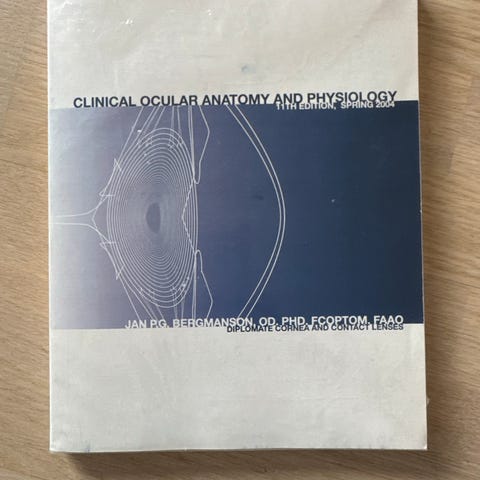 CLINICAL OCULAR ANATOMY AND PHYSIOLOGY
11TH EDITION, SPRING 2004
JAN P.G. BERGMANSON, OD, PHD, FCOPTOM, FAAO
DIPLOMATE CORNEA AND CONTACT LENSES